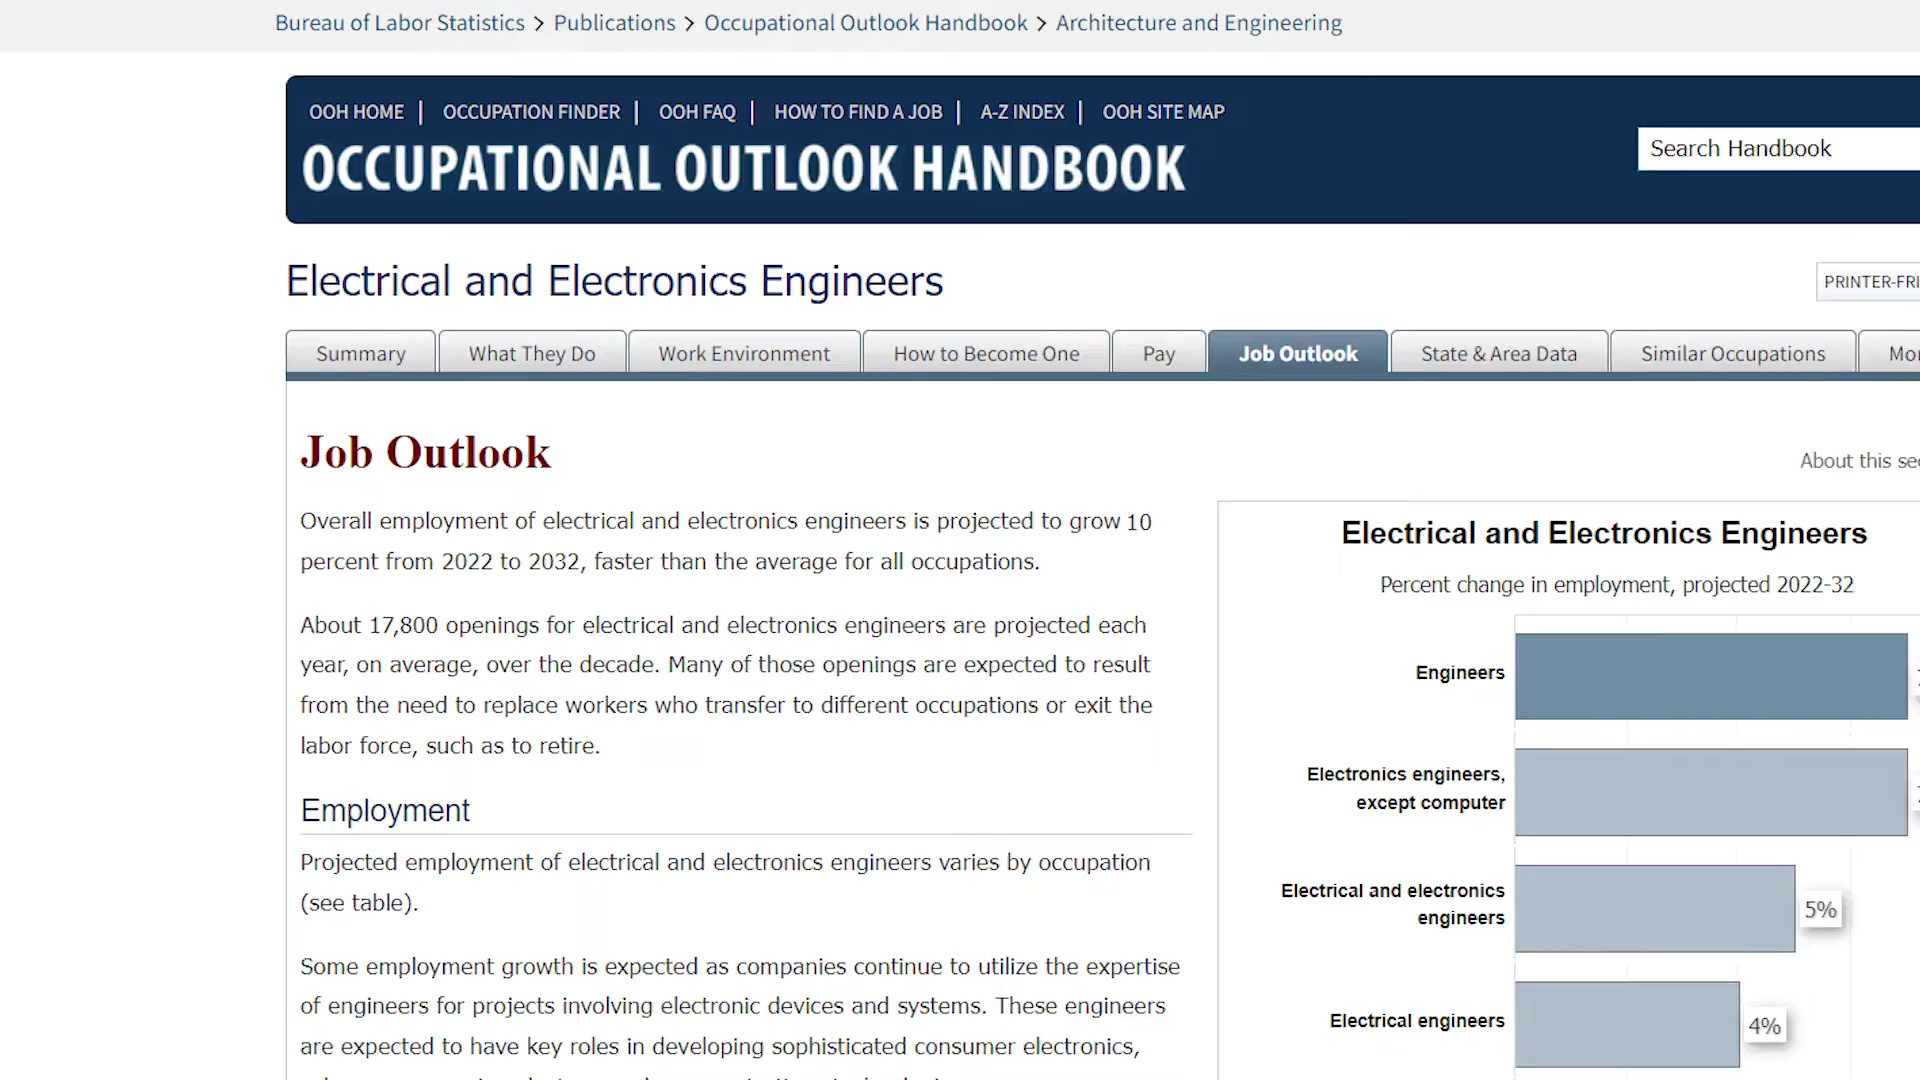 Bureau of Labor Statistics > Publications > Occupational Outlook Handbook > Architecture and Engineering
OOH HOME | OCCUPATION FINDER | OOH FAQ | HOW TO FIND A JOB | A-Z INDEX | OOH SITE MAP
OCCUPATIONAL OUTLOOK HANDBOOK
Search Handbook
Electrical and Electronics Engineers
PRINTER-FRI
Summary
What They Do
Work Environment
How to Become One
Pay
Job Outlook
State & Area Data
Similar Occupations
Mor
Job Outlook
About this sec
Overall employment of electrical and electronics engineers is projected to grow 10
percent from 2022 to 2032, faster than the average for all occupations.
About 17,800 openings for electrical and electronics engineers are projected each
year, on average, over the decade. Many of those openings are expected to result
from the need to replace workers who transfer to different occupations or exit the
labor force, such as to retire.
Employment
Projected employment of electrical and electronics engineers varies by occupation
(see table).
Some employment growth is expected as companies continue to utilize the expertise
of engineers for projects involving electronic devices and systems. These engineers
are expected to have key roles in developing sophisticated consumer electronics,
Electrical and Electronics Engineers
Percent change in employment, projected 2022-32
Engineers
Electronics engineers,
except computer
Electrical and electronics
engineers
5%
Electrical engineers
4%